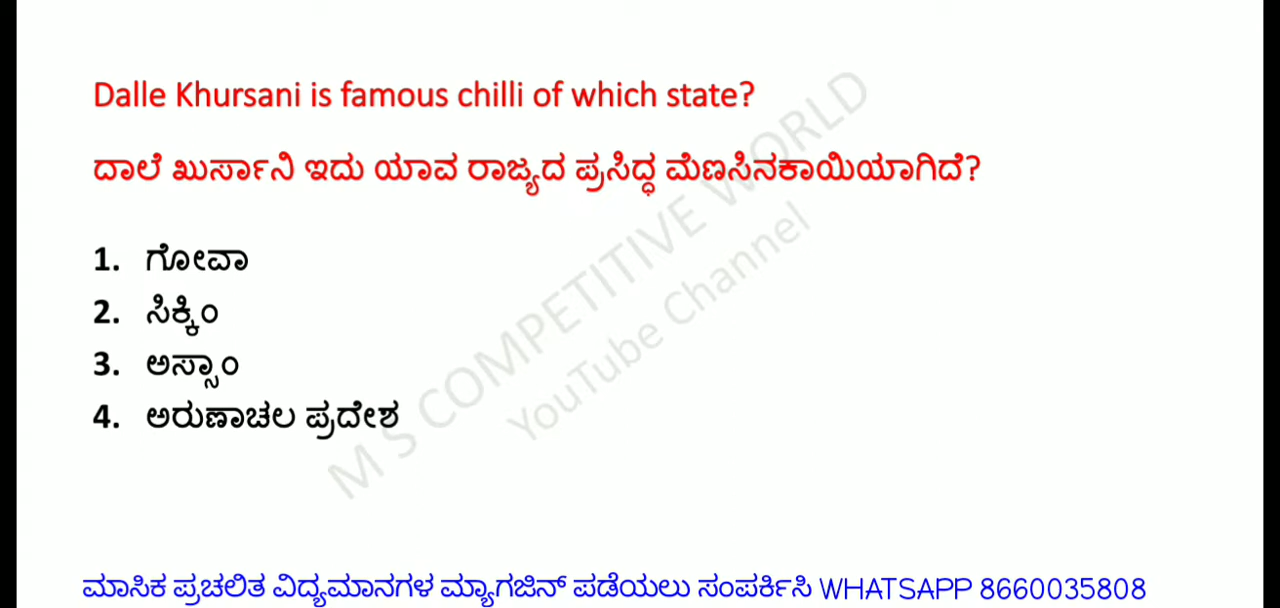 Dalle Khursani is famous chilli of which state?
ದಾಲೆ ಖುರ್ಸಾನಿ ಇದು ಯಾವ ರಾಜ್ಯದ ಪ್ರಸಿದ್ಧ ಮೆಣಸಿನಕಾಯಿಯಾಗಿದೆ?
1. ಗೋವಾ
2. ಸಿಕ್ಕಿಂ
3. ಅಸ್ಸಾಂ
4. ಅರುಣಾಚಲ ಪ್ರದೇಶ
M S COMPETITIVE WORLD
YouTube Channel
ಮಾಸಿಕ ಪ್ರಚಲಿತ ವಿದ್ಯಮಾನಗಳ ಮ್ಯಾಗಜಿನ್ ಪಡೆಯಲು ಸಂಪರ್ಕಿಸಿ WHATSAPP 8660035808